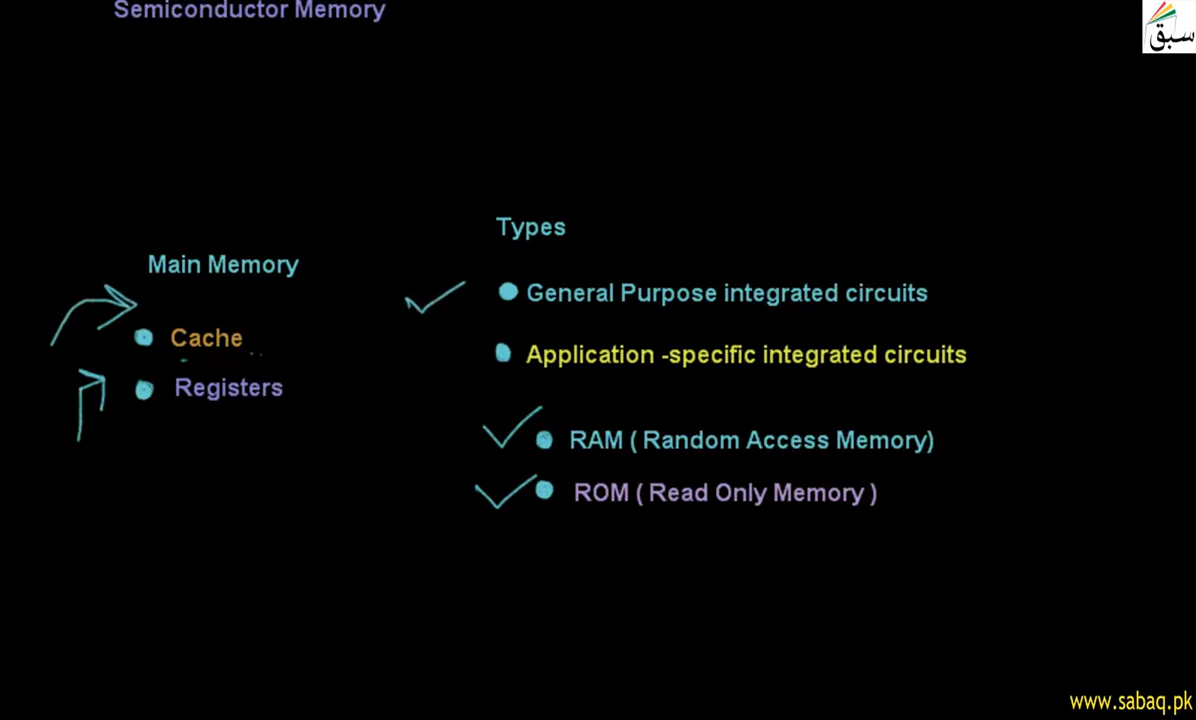 Semiconductor Memory
سبق
Main Memory
Cache
Registers
Types
General Purpose integrated circuits
Application -specific integrated circuits
RAM ( Random Access Memory)
ROM ( Read Only Memory )
www.sabaq.pk